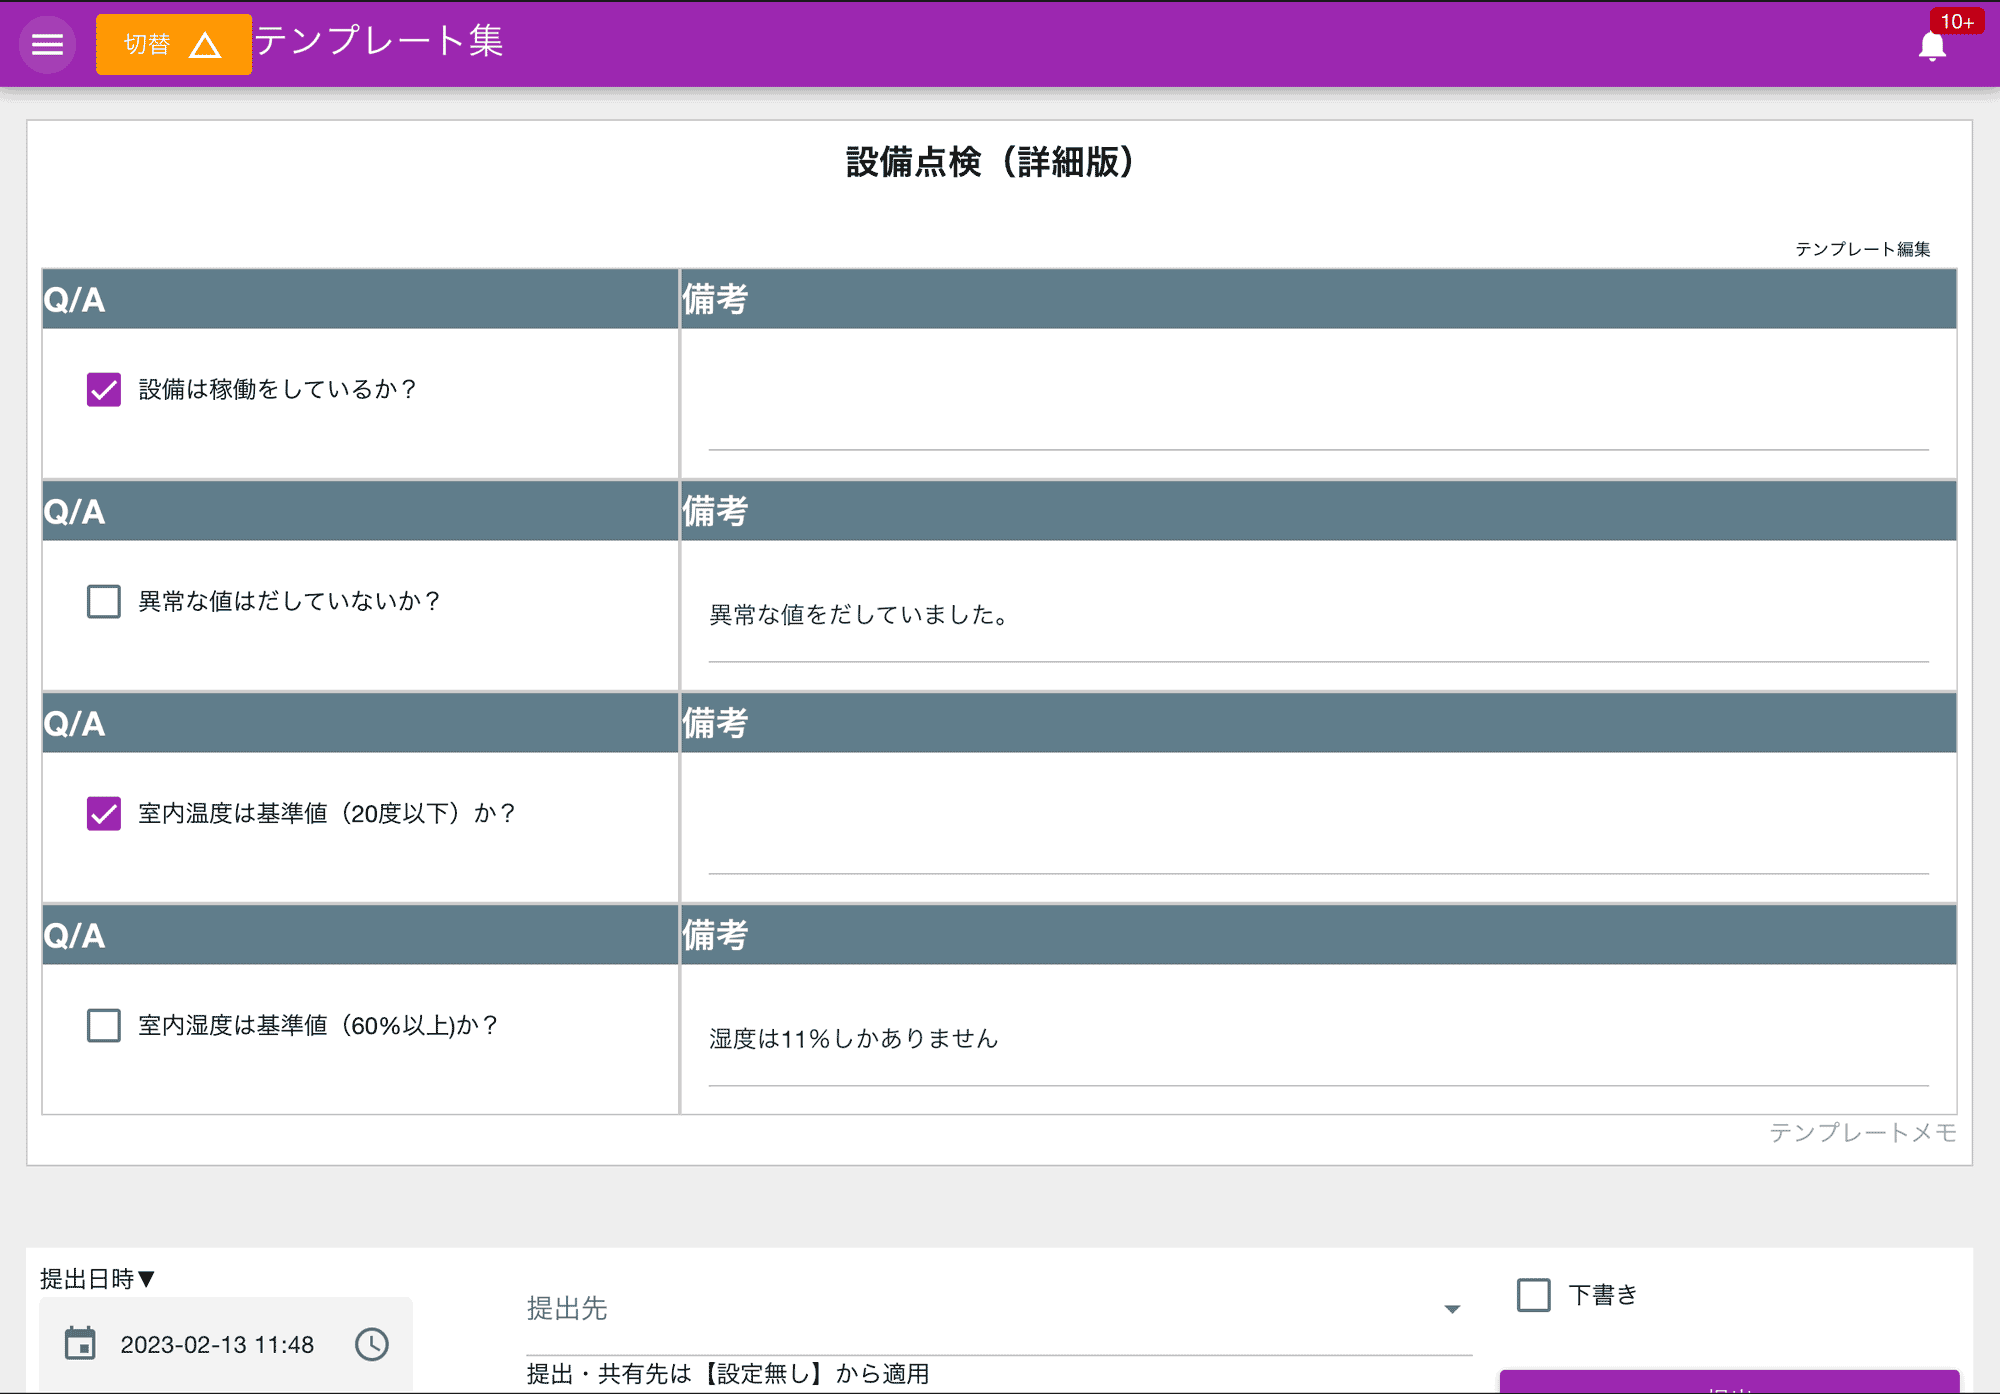 切替
テンプレート集
10+
設備点検（詳細版）
テンプレート編集
Q/A
備考
設備は稼働をしているか？
Q/A
備考
異常な値はだしていないか？
異常な値をだしていました。
Q/A
備考
室内温度は基準値（20度以下）か？
Q/A
備考
室内湿度は基準値（60%以上)か？
湿度は11％しかありません
テンプレートメモ
提出日時▼
2023-02-13 11:48
提出先
提出・共有先は【設定無し】から適用
下書き